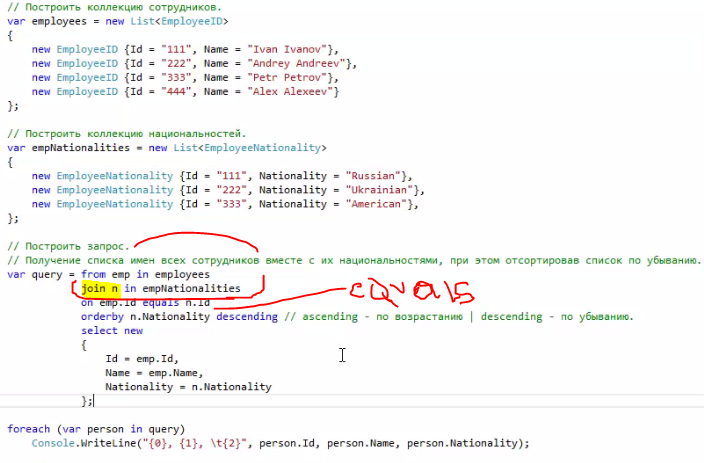 // Построить коллекцию сотрудников.
var employees = new List<EmployeeID>
{
    new EmployeeID {Id = "111", Name = "Ivan Ivanov"},
    new EmployeeID {Id = "222", Name = "Andrey Andreev"},
    new EmployeeID {Id = "333", Name = "Petr Petrov"},
    new EmployeeID {Id = "444", Name = "Alex Alexeev"}
};
// Построить коллекцию национальностей.
var empNationalities = new List<EmployeeNationality>
{
    new EmployeeNationality {Id = "111", Nationality = "Russian"},
    new EmployeeNationality {Id = "222", Nationality = "Ukrainian"},
    new EmployeeNationality {Id = "333", Nationality = "American"},
};
// Построить запрос.
// Получение списка имен всех сотрудников вместе с их национальностями, при этом отсортировав список по убыванию.
var query = from emp in employees
            join n in empNationalities
equals
            on emp.Id equals n.Id
            orderby n.Nationality descending // ascending - по возрастанию | descending - по убыванию.
            select new
            {
                Id = emp.Id,
                Name = emp.Name,
                Nationality = n.Nationality
            };
foreach (var person in query)
    Console.WriteLine("{0}, {1}, \t{2}", person.Id, person.Name, person.Nationality);